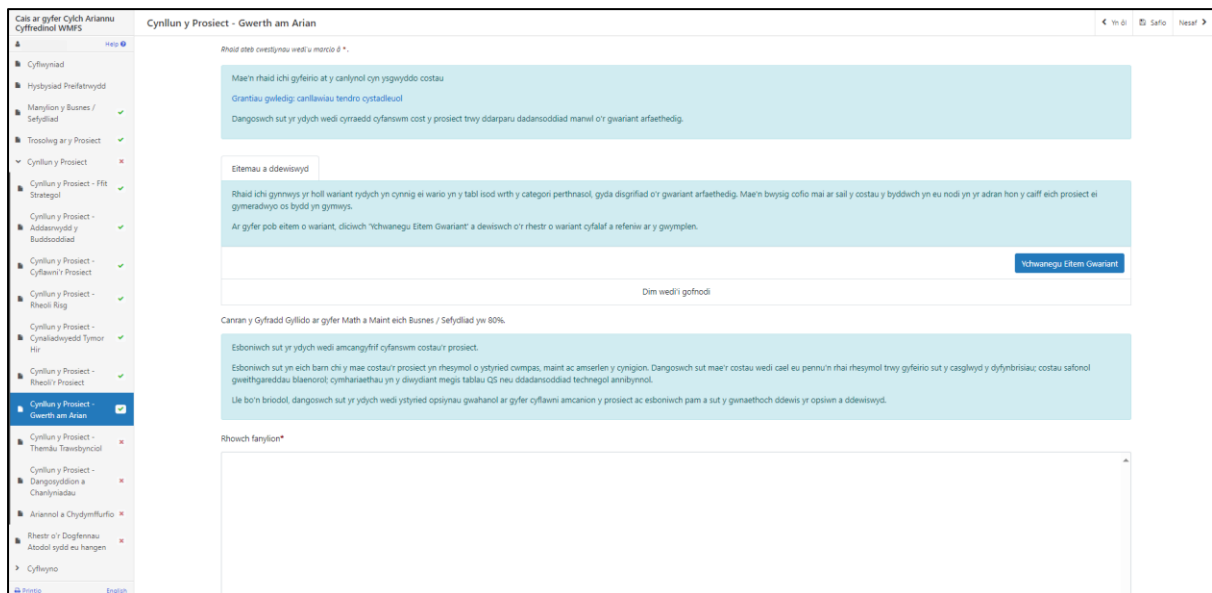 Cais ar gyfer Cylch Ariannu
Cyffredinol WMFS
Help
Cyflwyniad
Hysbysiad Preifatrwydd
Manylion y Busnes /
Sefydliad
Trosolwg ar y Prosiect
Cynllun y Prosiect
Cynllun y Prosiect - Ffit
Strategol
Cynllun y Prosiect -
Addasrwydd y
Buddsoddiad
Cynllun y Prosiect -
Cyflawni'r Prosiect
Cynllun y Prosiect -
Rheoli Risg
Cynllun y Prosiect -
Cynaliadwyedd Tymor
Hir
Cynllun y Prosiect -
Rheoli'r Prosiect
Cynllun y Prosiect -
Gwerth am Arian
Cynllun y Prosiect -
Themâu Trawsbynciol
Cynllun y Prosiect -
Dangosyddion a
Chanlyniadau
Ariannol a Chydymffurfio
Rhestr o'r Dogfennau
Atodol sydd eu hangen
Cyflwyno
Printio English
Cynllun y Prosiect - Gwerth am Arian
Yn ôl Safio Nesaf
Rhaid ateb cwestiynau wedi'u marcio â *.
Mae'n rhaid ichi gyfeirio at y canlynol cyn ysgwyddo costau
Grantiau gwledig: canllawiau tendro cystadleuol
Dangoswch sut yr ydych wedi cyrraedd cyfanswm cost y prosiect trwy ddarparu dadansoddiad manwl o'r gwariant arfaethedig.
Eitemau a ddewiswyd
Rhaid ichi gynnwys yr holl wariant rydych yn cynnig ei wario yn y tabl isod wrth y categori perthnasol, gyda disgrifiad o'r gwariant arfaethedig. Mae'n bwysig cofio mai ar sail y costau y byddwch yn eu nodi yn yr adran hon y caiff eich prosiect ei
gymeradwyo os bydd yn gymwys.
Ar gyfer pob eitem o wariant, cliciwch 'Ychwanegu Eitem Gwariant' a dewiswch o'r rhestr o wariant cyfalaf a refeniw ar y gwymplen.
Ychwanegu Eitem Gwariant
Dim wedi'i gofnodi
Canran y Gyfradd Gyllido ar gyfer Math a Maint eich Busnes / Sefydliad yw 80%.
Esboniwch sut yr ydych wedi amcangyfrif cyfanswm costau'r prosiect.
Esboniwch sut yn eich barn chi y mae costau'r prosiect yn rhesymol o ystyried cwmpas, maint ac amserlen y cynigion. Dangoswch sut mae'r costau wedi cael eu pennu'n rhai rhesymol trwy gyfeirio sut y casglwyd y dyfynbrisiau; costau safonol
gweithgareddau blaenorol; cymhariaethau yn y diwydiant megis tablau QS neu ddadansoddiad technegol annibynnol.
Lle bo'n briodol, dangoswch sut yr ydych wedi ystyried opsiynau gwahanol ar gyfer cyflawni amcanion y prosiect ac esboniwch pam a sut y gwnaethoch ddewis yr opsiwn a ddewiswyd.
Rhowch fanylion*